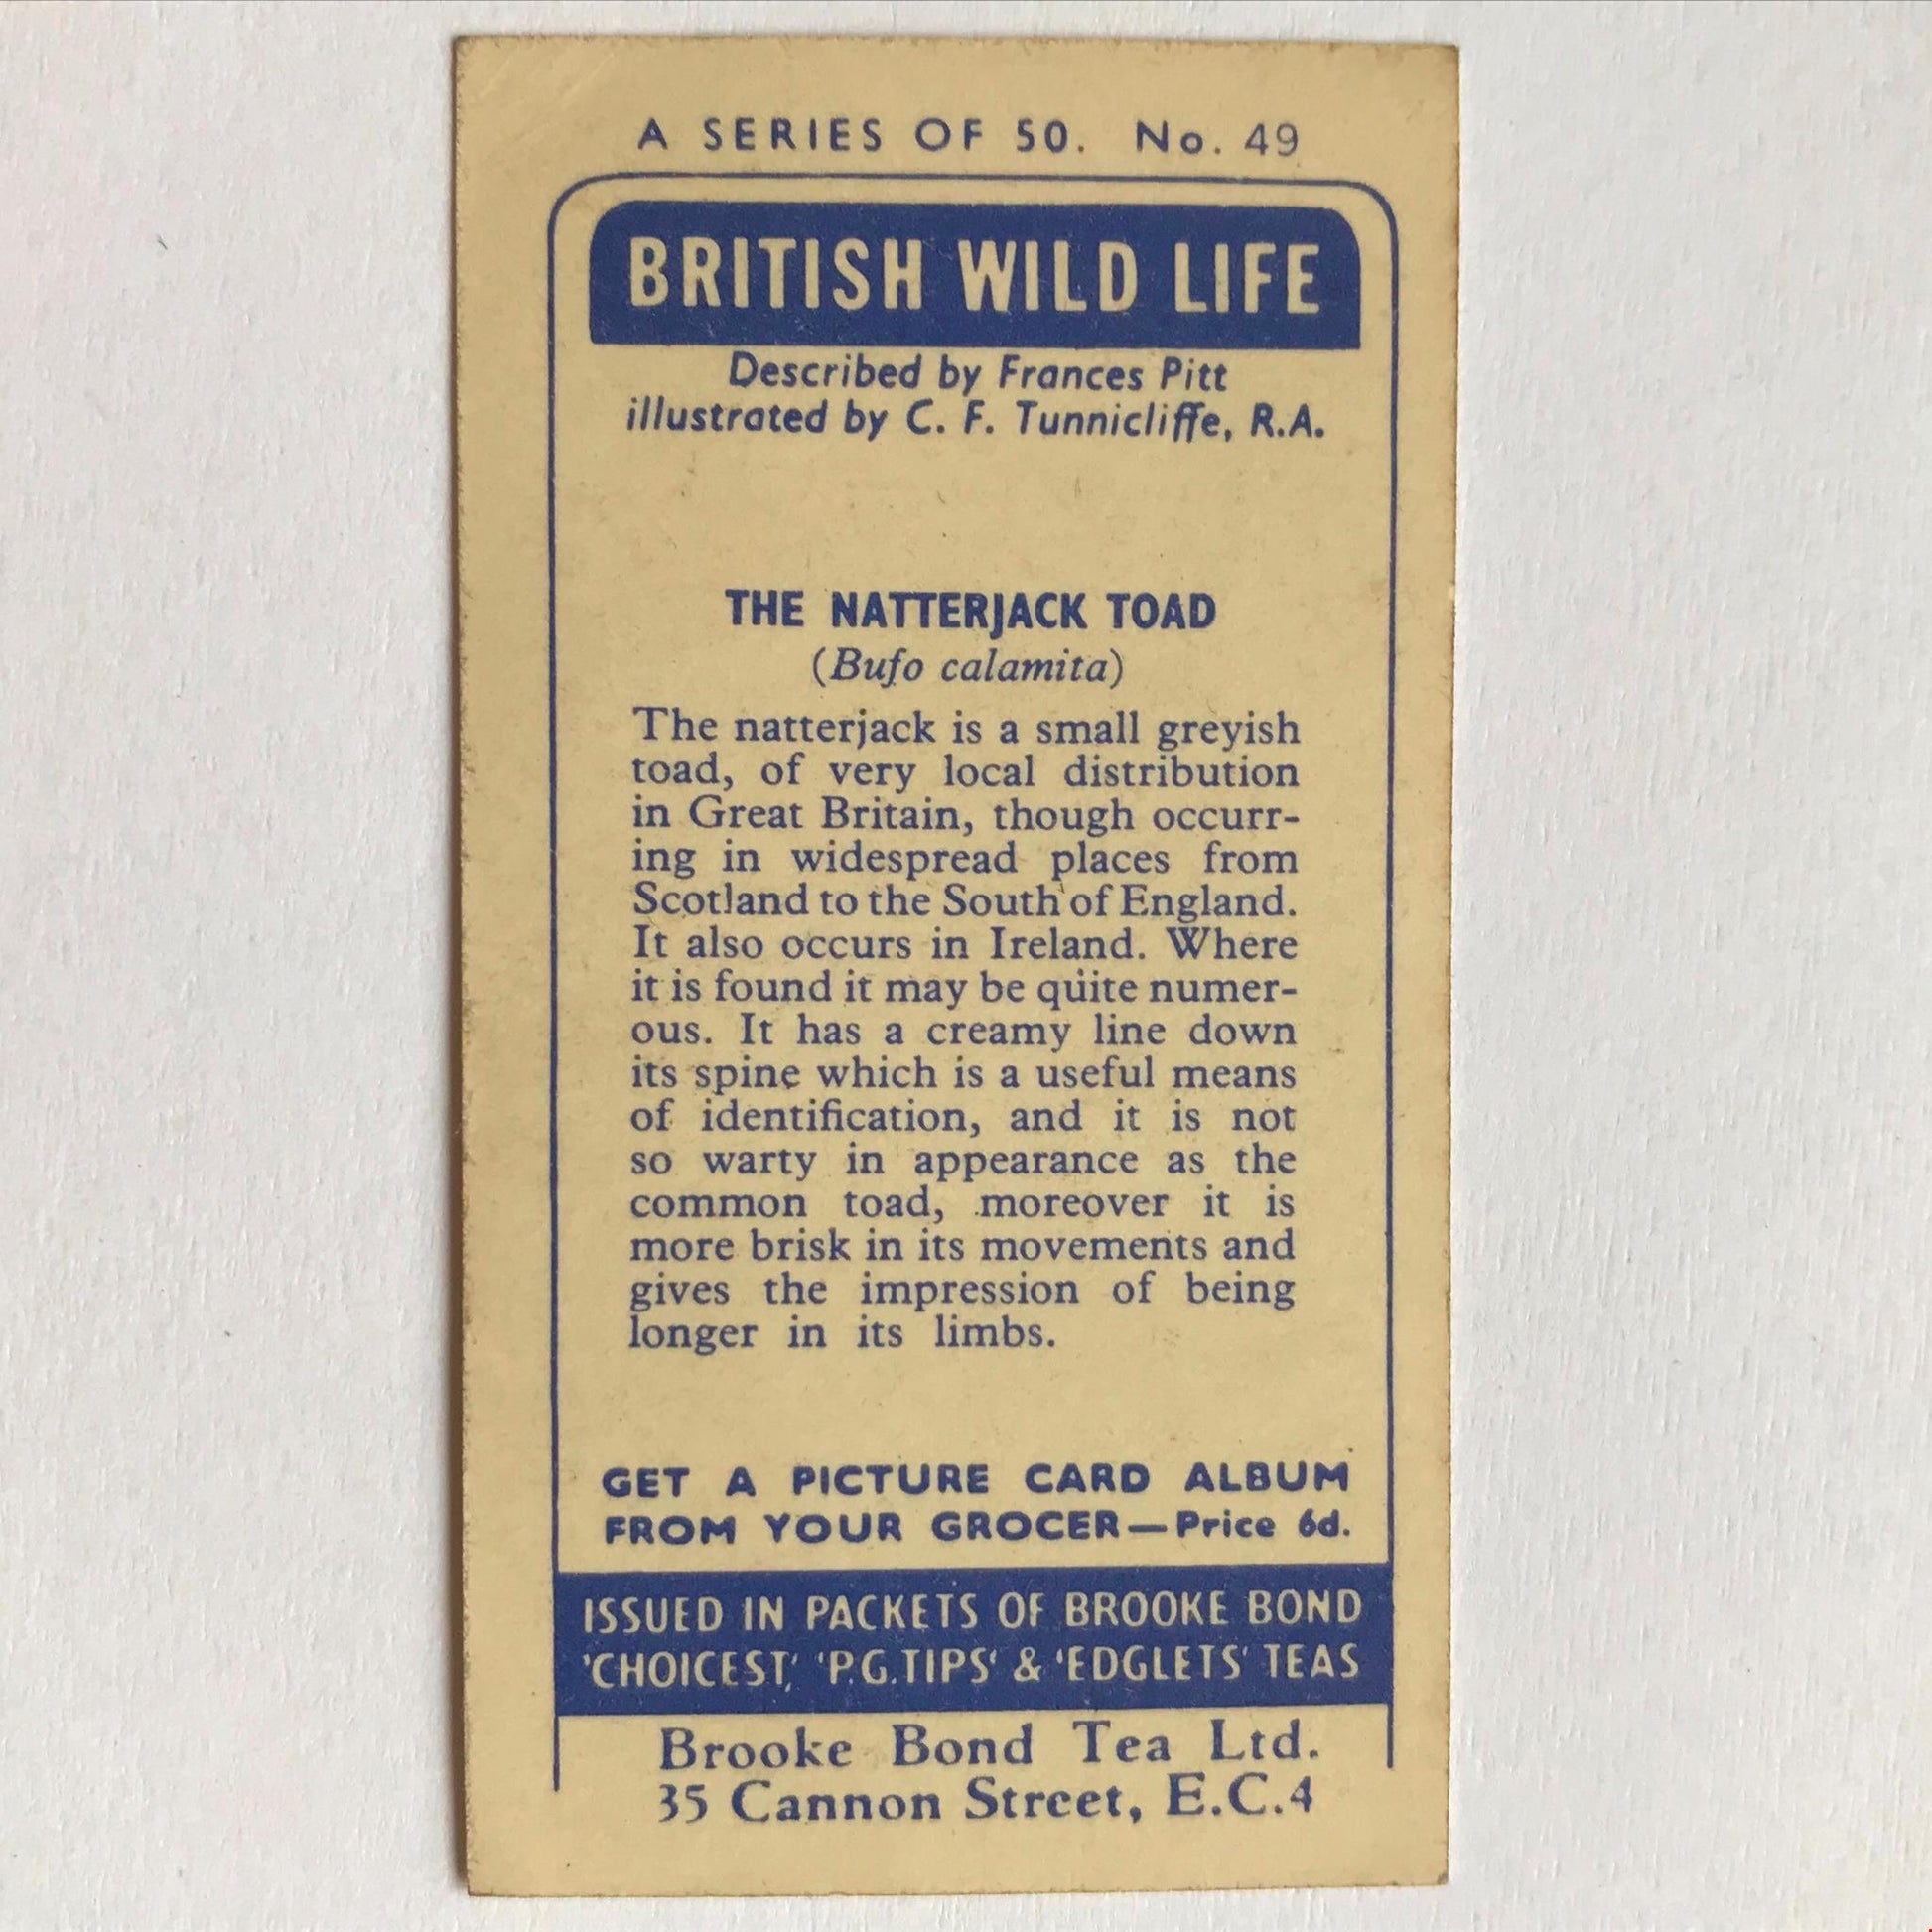 A SERIES OF 50. No. 49
BRITISH WILD LIFE
Described by Frances Pitt
illustrated by C. F. Tunnicliffe, R.A.
THE NATTERJACK TOAD
(Bufo calamita)
The natterjack is a small greyish
toad, of very local distribution
in Great Britain, though occurr-
ing in widespread places from
Scotland to the South of England.
It also occurs in Ireland. Where
it is found it may be quite numer-
ous. It has a creamy line down
its spine which is a useful means
of identification, and it is not
so warty in appearance as the
common toad, moreover it is
more brisk in its movements and
gives the impression of being
longer in its limbs.
GET A PICTURE CARD ALBUM
FROM YOUR GROCER—Price 6d.
ISSUED IN PACKETS OF BROOKE BOND
'CHOICEST,' 'P.G.TIPS' & 'EDGLETS' TEAS
Brooke Bond Tea Ltd.
35 Cannon Street, E.C.4